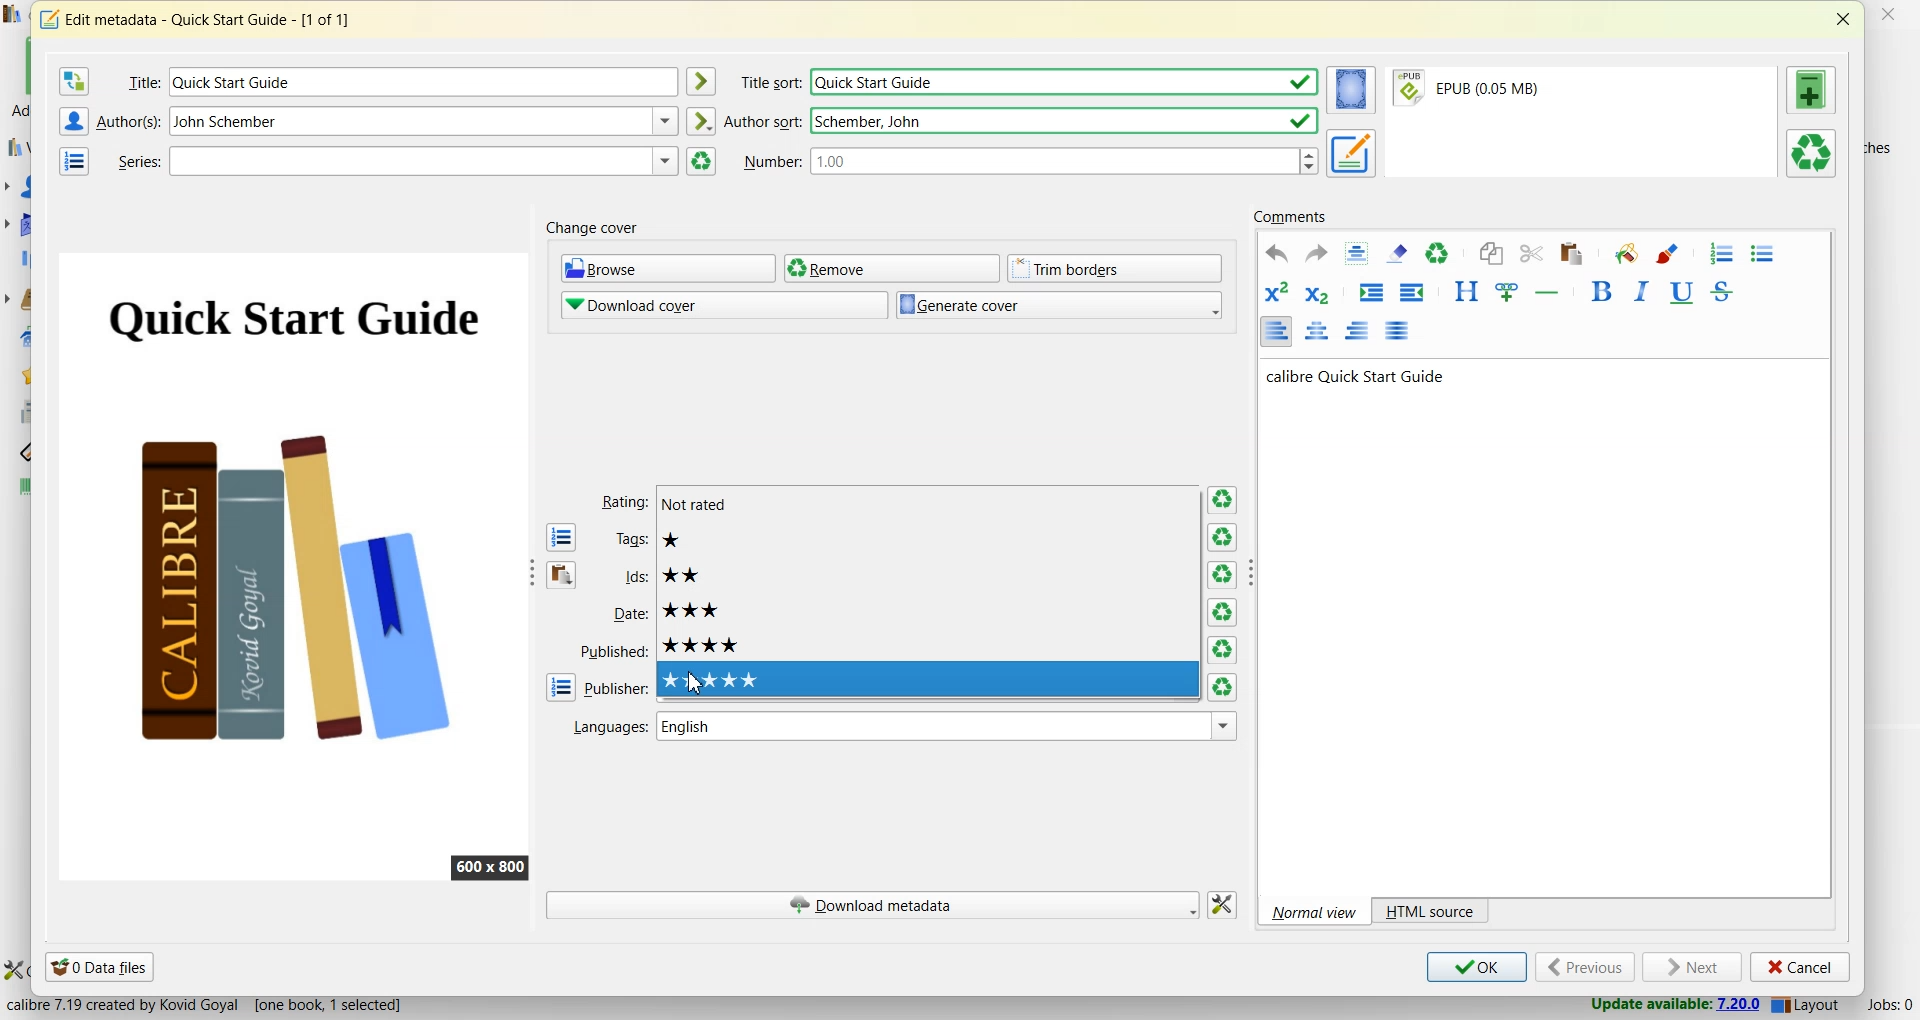 Edit metadata - Quick Start Guide - [1 of 1]
Title: Quick Start Guide
Title sort: Quick Start Guide
EPUB
EPUB (0.05 MB)
Ad
Author(s): John Schember
Author sort: Schember, John
Series:
Number: 1.00
ches
Change cover
Comments
Browse
Remove
Trim borders
Download cover
Generate cover
Quick Start Guide
calibre Quick Start Guide
CALIBRE
Kovid Goyal
Rating: Not rated
Tags: ★
Ids: ★★
Date: ★★★
Published: ★★★★
Publisher: ★★★★★
Languages: English
600 x 800
Download metadata
Normal view
HTML source
0 Data files
OK
Previous
Next
Cancel
calibre 7.19 created by Kovid Goyal [one book, 1 selected]
Update available: 7.20.0
Layout
Jobs: 0